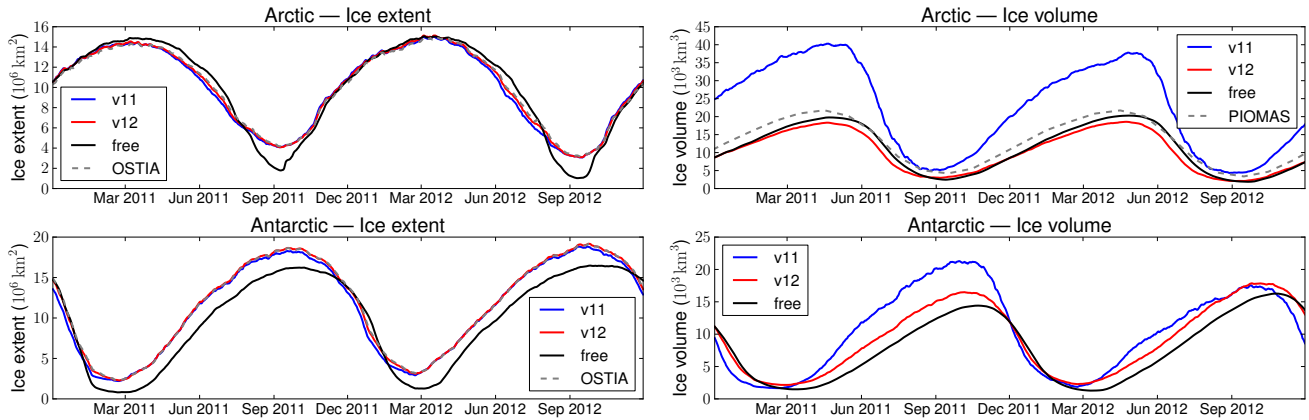 Arctic — Ice extent
Ice extent (10⁶ km²)
16
14
12
10
8
6
4
2
0
v11
v12
free
OSTIA
Mar 2011 Jun 2011 Sep 2011 Dec 2011 Mar 2012 Jun 2012 Sep 2012
Arctic — Ice volume
Ice volume (10³ km³)
45
40
35
30
25
20
15
10
5
0
v11
v12
free
PIOMAS
Mar 2011 Jun 2011 Sep 2011 Dec 2011 Mar 2012 Jun 2012 Sep 2012
Antarctic — Ice extent
Ice extent (10⁶ km²)
20
15
10
5
0
v11
v12
free
OSTIA
Mar 2011 Jun 2011 Sep 2011 Dec 2011 Mar 2012 Jun 2012 Sep 2012
Antarctic — Ice volume
Ice volume (10³ km³)
25
20
15
10
5
0
v11
v12
free
Mar 2011 Jun 2011 Sep 2011 Dec 2011 Mar 2012 Jun 2012 Sep 2012